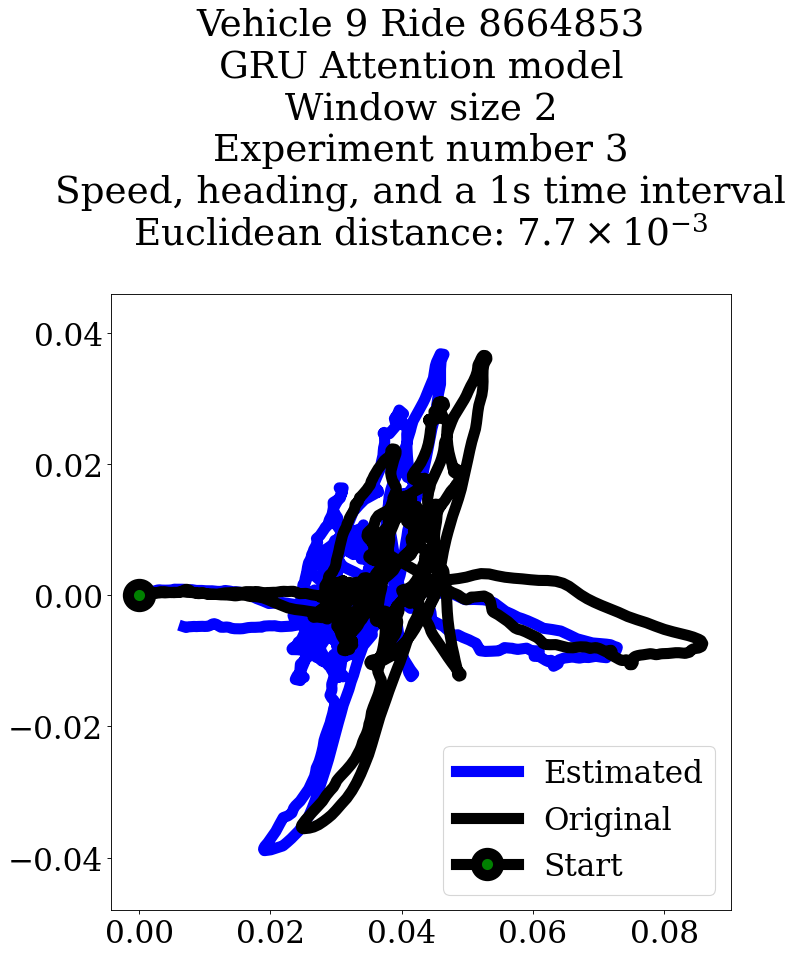 Vehicle 9 Ride 8664853
GRU Attention model
Window size 2
Experiment number 3
Speed, heading, and a 1s time interval
Euclidean distance: 7.7 × 10⁻³
0.04
0.02
0.00
−0.02
−0.04
0.00 0.02 0.04 0.06 0.08
Estimated
Original
Start